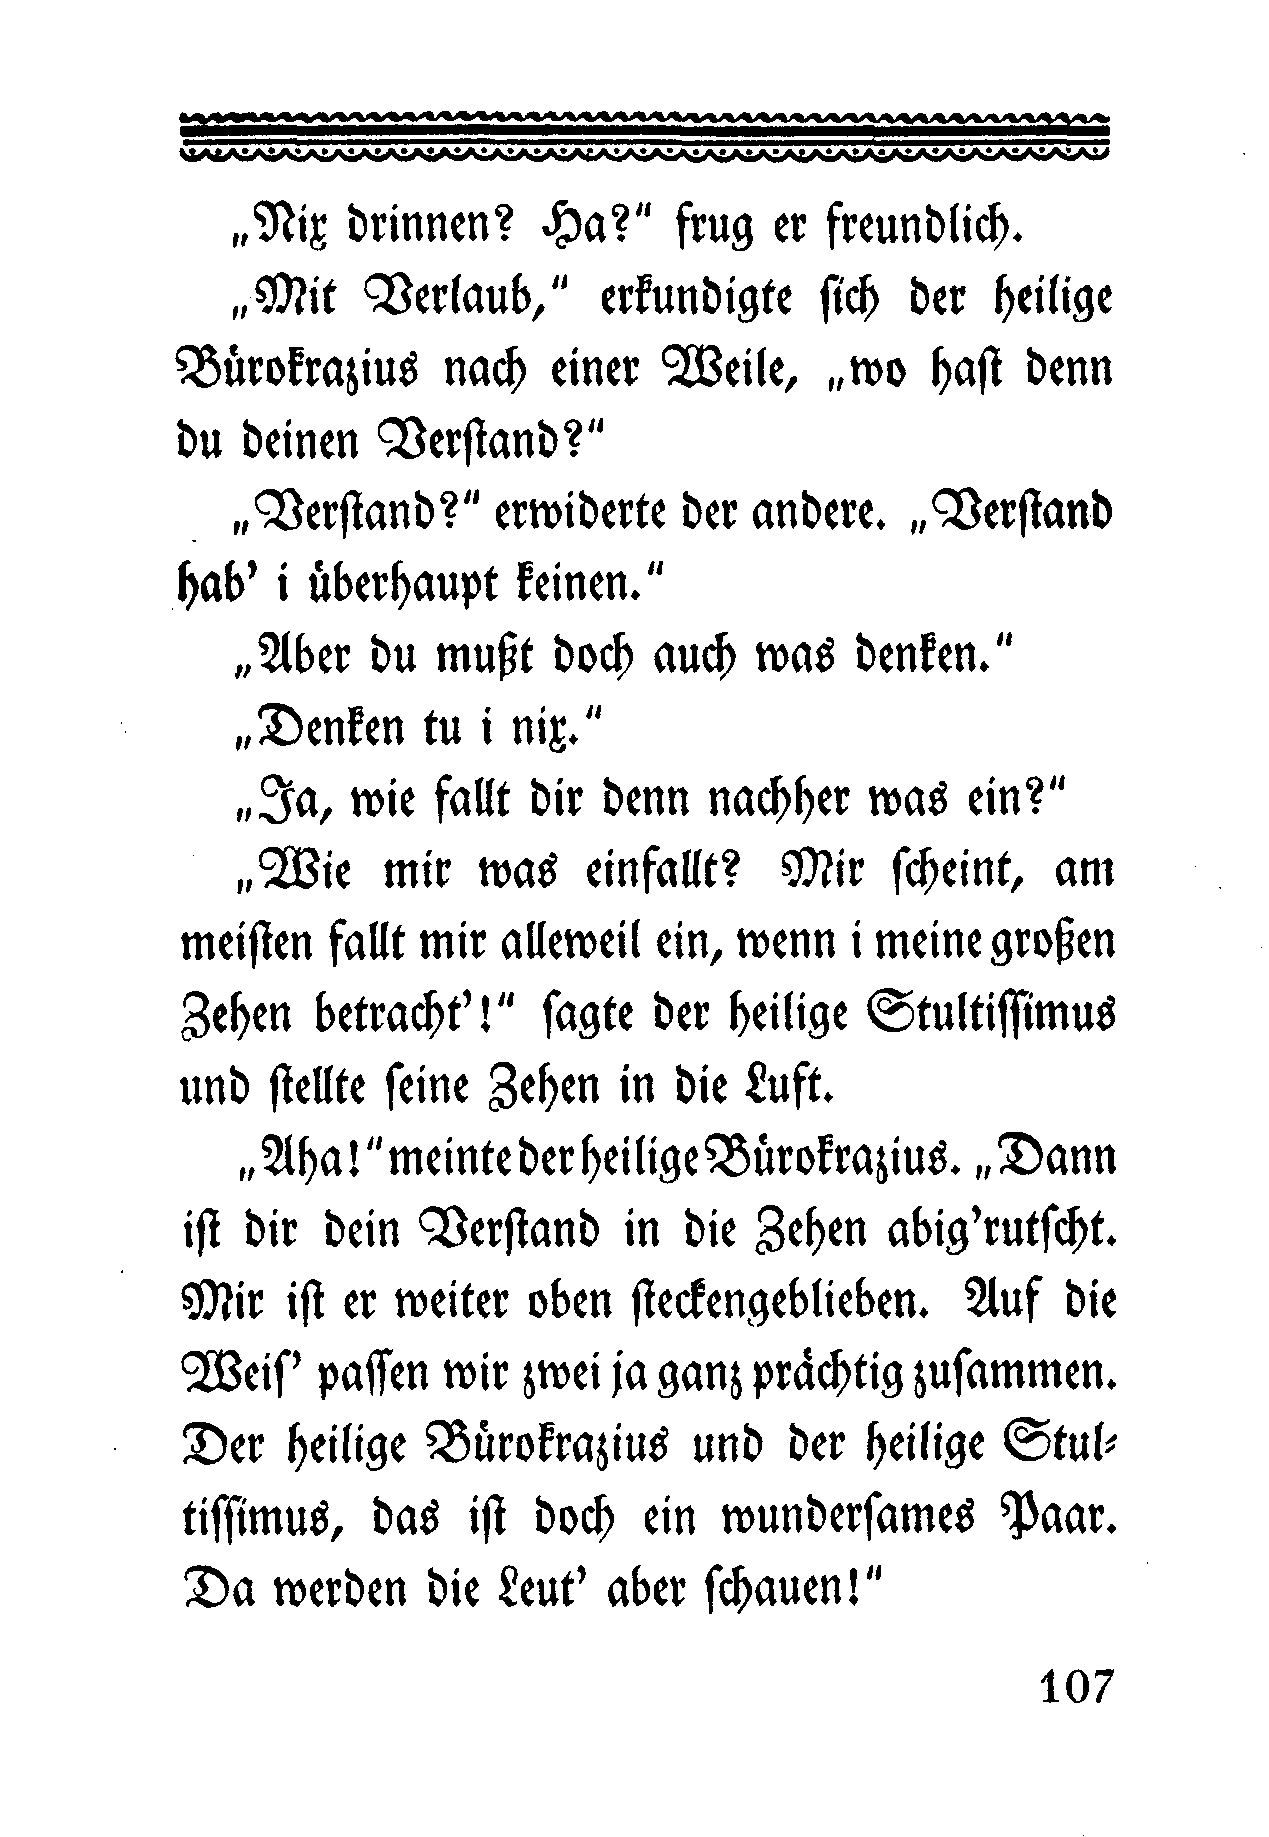 „Nix drinnen? Ha?“ frug er freundlich.
„Mit Verlaub,“ erkundigte ſich der heilige
Bürokrazius nach einer Weile, „wo haſt denn
du deinen Verſtand?“
„Verſtand?“ erwiderte der andere. „Verſtand
hab’ i überhaupt keinen.“
„Aber du mußt doch auch was denken.“
„Denken tu i nix.“
„Ja, wie fallt dir denn nachher was ein?“
„Wie mir was einfallt? Mir ſcheint, am
meiſten fallt mir alleweil ein, wenn i meine großen
Zehen betracht’!“ ſagte der heilige Stultiſſimus
und ſtellte ſeine Zehen in die Luft.
„Aha!“ meinte der heilige Bürokrazius. „Dann
iſt dir dein Verſtand in die Zehen abig’rutſcht.
Mir iſt er weiter oben ſteckengeblieben. Auf die
Weiſ’ paſſen wir zwei ja ganz prächtig zuſammen.
Der heilige Bürokrazius und der heilige Stul⸗
tiſſimus, das iſt doch ein wunderſames Paar.
Da werden die Leut’ aber ſchauen!“
107